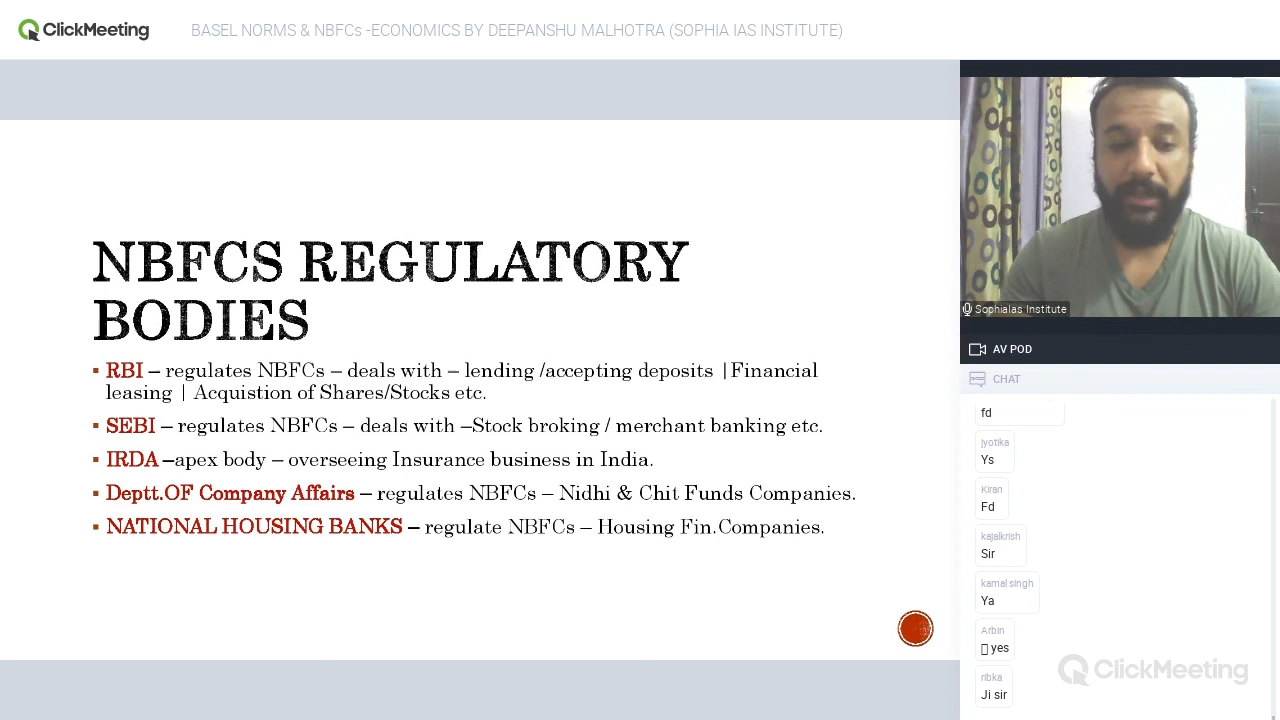 ClickMeeting
BASEL NORMS & NBFCs -ECONOMICS BY DEEPANSHU MALHOTRA (SOPHIA IAS INSTITUTE)
NBFCS REGULATORY
BODIES
▪ RBI – regulates NBFCs – deals with – lending /accepting deposits |Financial
leasing | Acquistion of Shares/Stocks etc.
▪ SEBI – regulates NBFCs – deals with –Stock broking / merchant banking etc.
▪ IRDA –apex body – overseeing Insurance business in India.
▪ Deptt.OF Company Affairs – regulates NBFCs – Nidhi & Chit Funds Companies.
▪ NATIONAL HOUSING BANKS – regulate NBFCs – Housing Fin.Companies.
SophiaIas Institute
AV POD
CHAT
fd
jyotika
Ys
Kiran
Fd
kajalkrish
Sir
kamal singh
Ya
Arbin
yes
ribka
Ji sir
ClickMeeting